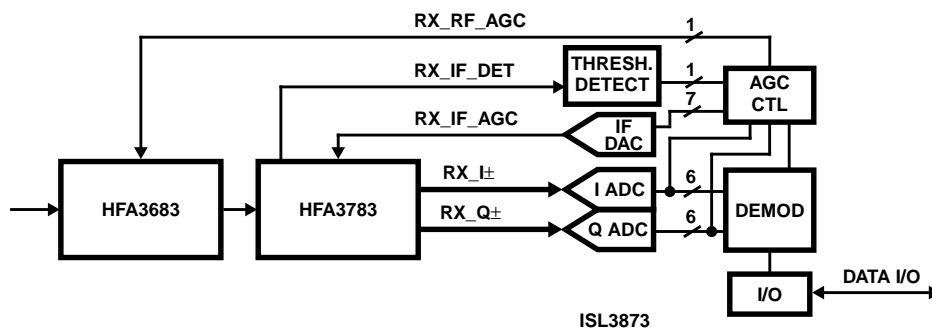 RX_RF_AGC
1
RX_IF_DET
THRESH.
DETECT
1
AGC
CTL
RX_IF_AGC
IF
DAC
7
HFA3683
HFA3783
RX_I±
I ADC
6
RX_Q±
Q ADC
6
DEMOD
I/O
DATA I/O
ISL3873